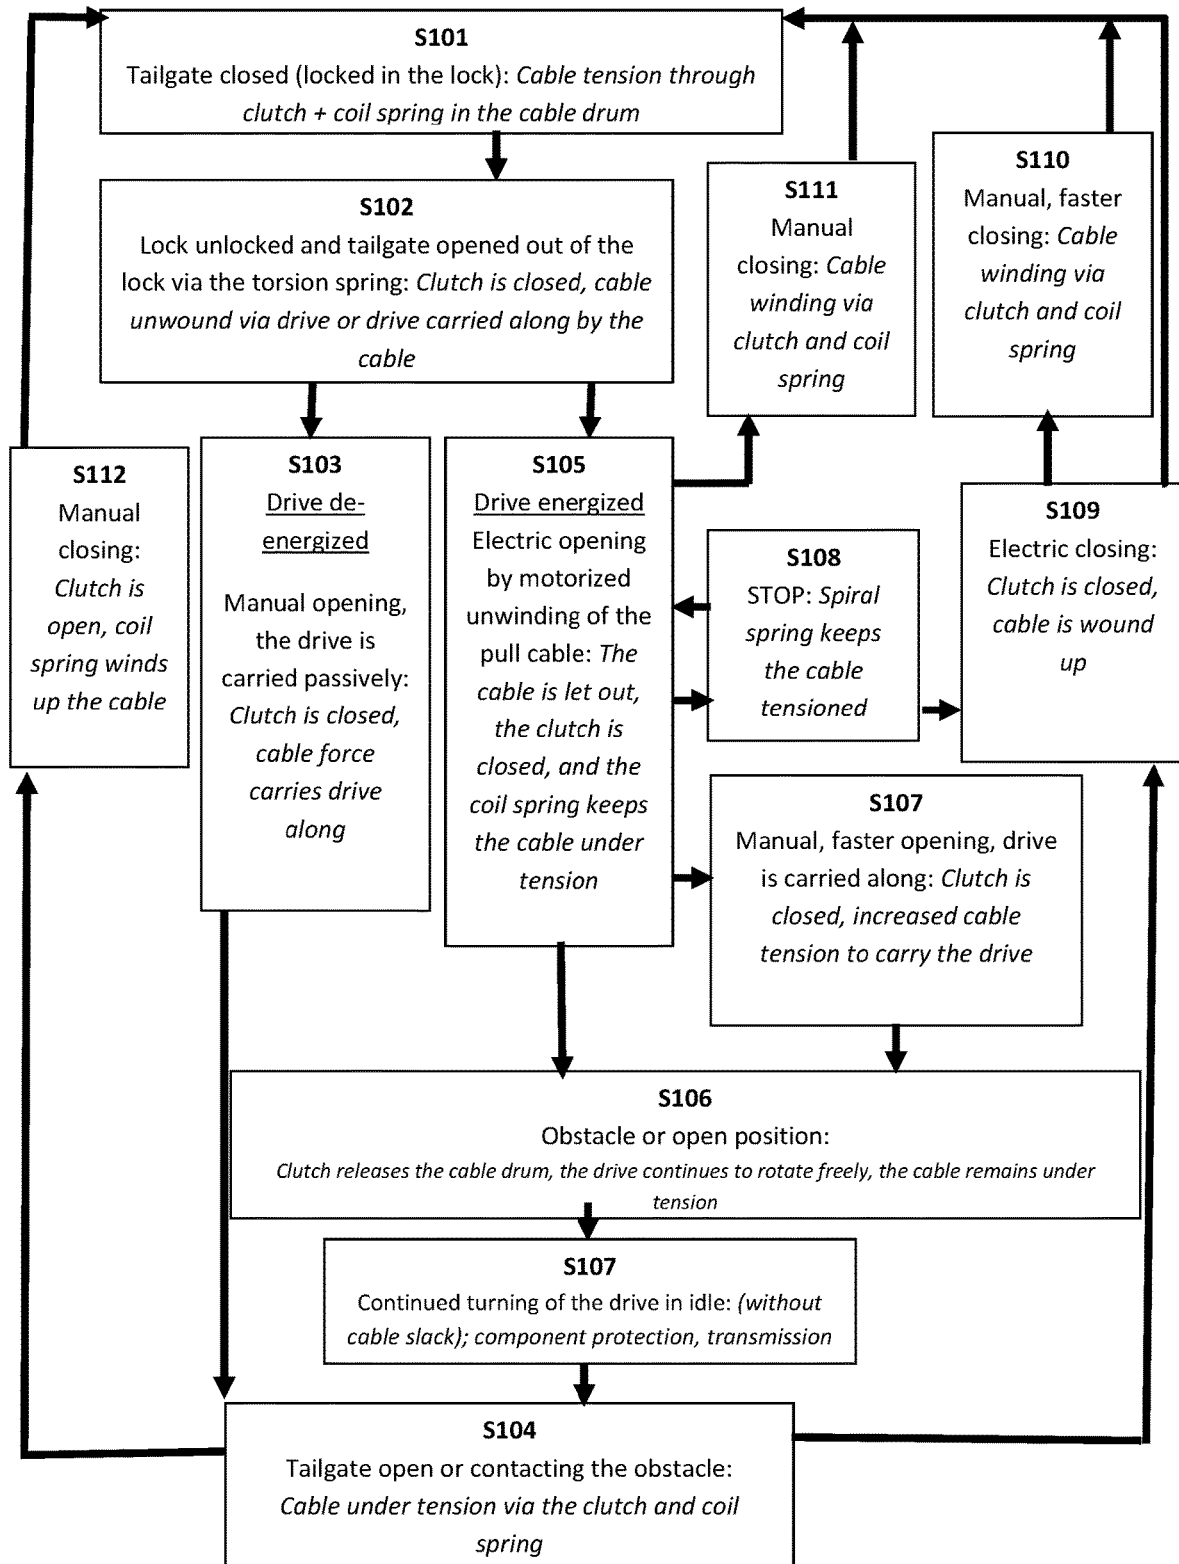 S101
Tailgate closed (locked in the lock): Cable tension through
clutch + coil spring in the cable drum
S102
Lock unlocked and tailgate opened out of the
lock via the torsion spring: Clutch is closed, cable
unwound via drive or drive carried along by the
cable
S111
Manual
closing: Cable
winding via
clutch and coil
spring
S110
Manual, faster
closing: Cable
winding via
clutch and coil
spring
S112
Manual
closing:
Clutch is
open, coil
spring winds
up the cable
S103
Drive de-
energized
Manual opening,
the drive is
carried passively:
Clutch is closed,
cable force
carries drive
along
S105
Drive energized
Electric opening
by motorized
unwinding of the
pull cable: The
cable is let out,
the clutch is
closed, and the
coil spring keeps
the cable under
tension
S108
STOP: Spiral
spring keeps
the cable
tensioned
S109
Electric closing:
Clutch is closed,
cable is wound
up
S107
Manual, faster opening, drive
is carried along: Clutch is
closed, increased cable
tension to carry the drive
S106
Obstacle or open position:
Clutch releases the cable drum, the drive continues to rotate freely, the cable remains under
tension
S107
Continued turning of the drive in idle: (without
cable slack); component protection, transmission
S104
Tailgate open or contacting the obstacle:
Cable under tension via the clutch and coil
spring